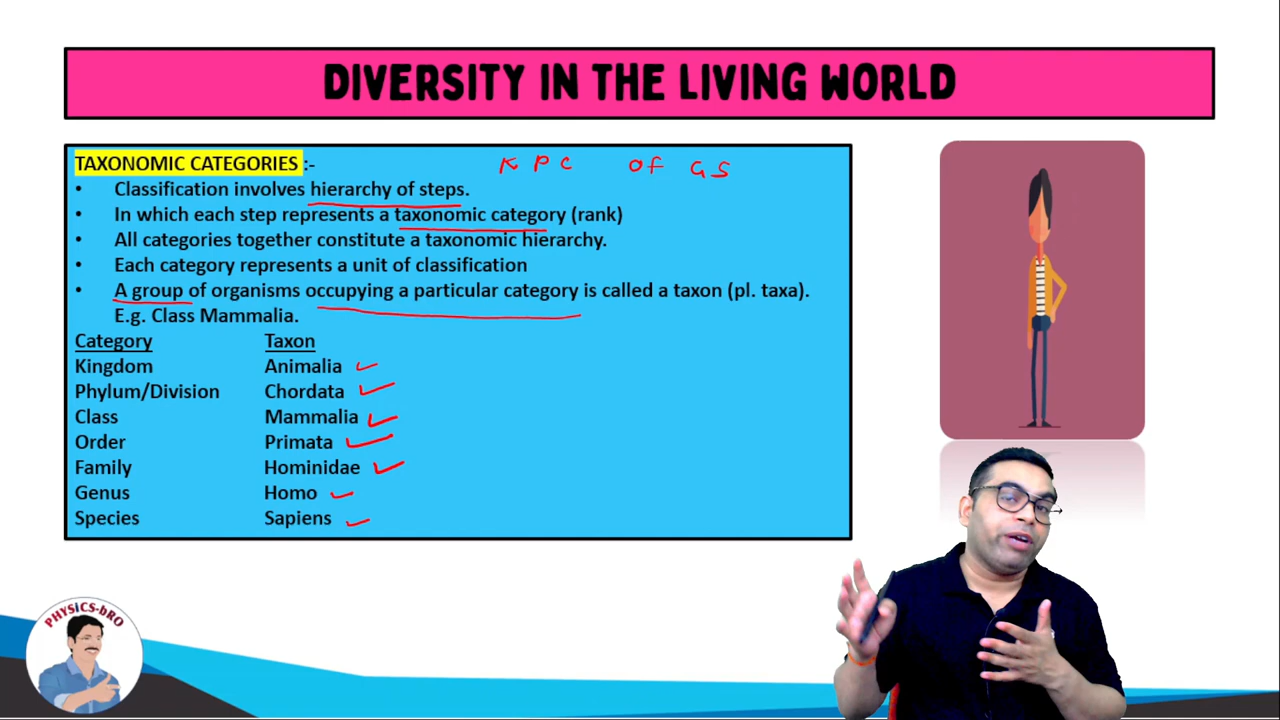 DIVERSITY IN THE LIVING WORLD
TAXONOMIC CATEGORIES :-
K P C OF G S
• Classification involves hierarchy of steps.
• In which each step represents a taxonomic category (rank)
• All categories together constitute a taxonomic hierarchy.
• Each category represents a unit of classification
• A group of organisms occupying a particular category is called a taxon (pl. taxa).
E.g. Class Mammalia.
Category Taxon
Kingdom Animalia
Phylum/Division Chordata
Class Mammalia
Order Primata
Family Hominidae
Genus Homo
Species Sapiens
PHYSICS-bRO